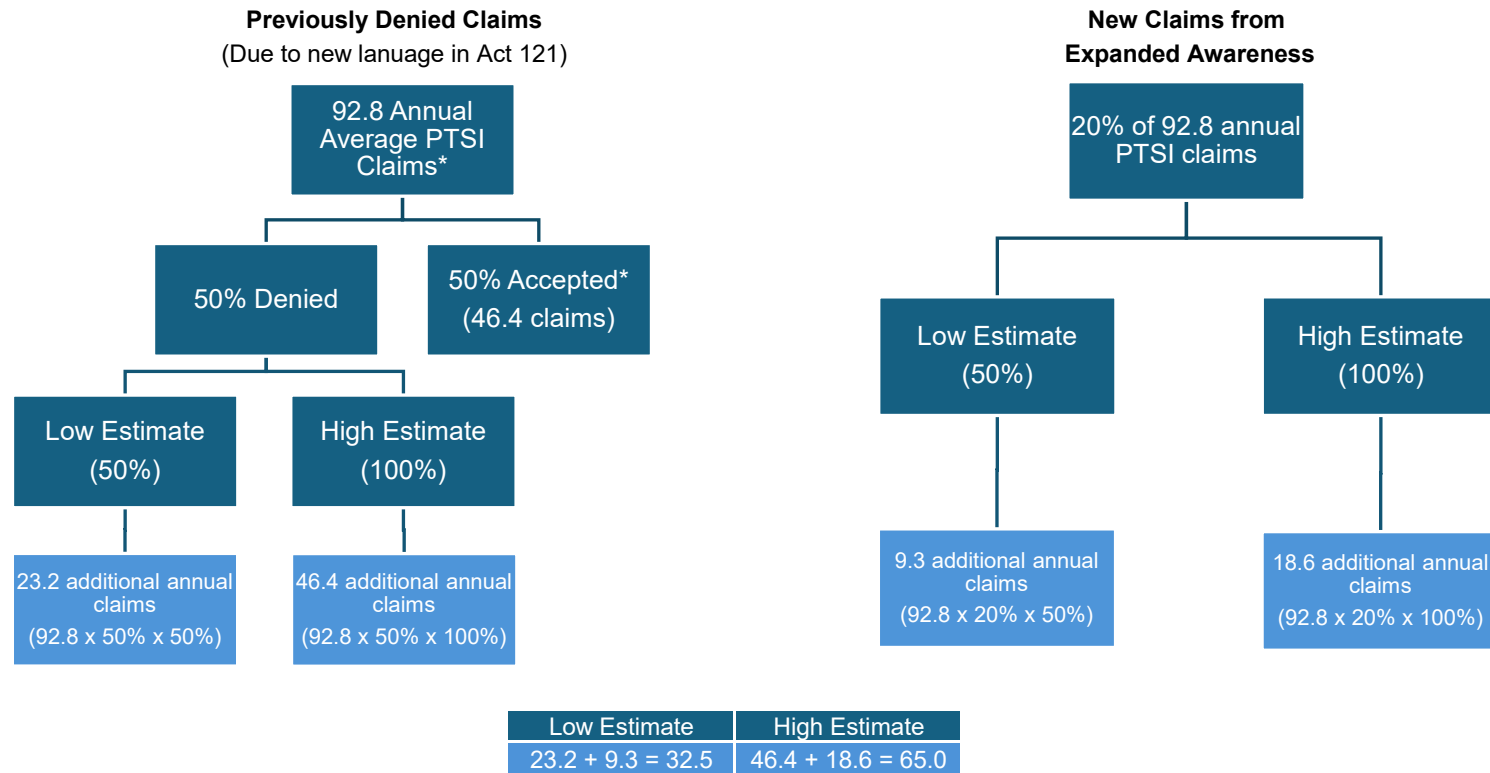 Previously Denied Claims
(Due to new lanuage in Act 121)
92.8 Annual
Average PTSI
Claims*
50% Denied
50% Accepted*
(46.4 claims)
Low Estimate
(50%)
High Estimate
(100%)
23.2 additional annual
claims
(92.8 x 50% x 50%)
46.4 additional annual
claims
(92.8 x 50% x 100%)
New Claims from
Expanded Awareness
20% of 92.8 annual
PTSI claims
Low Estimate
(50%)
High Estimate
(100%)
9.3 additional annual
claims
(92.8 x 20% x 50%)
18.6 additional annual
claims
(92.8 x 20% x 100%)
Low Estimate
High Estimate
23.2 + 9.3 = 32.5
46.4 + 18.6 = 65.0